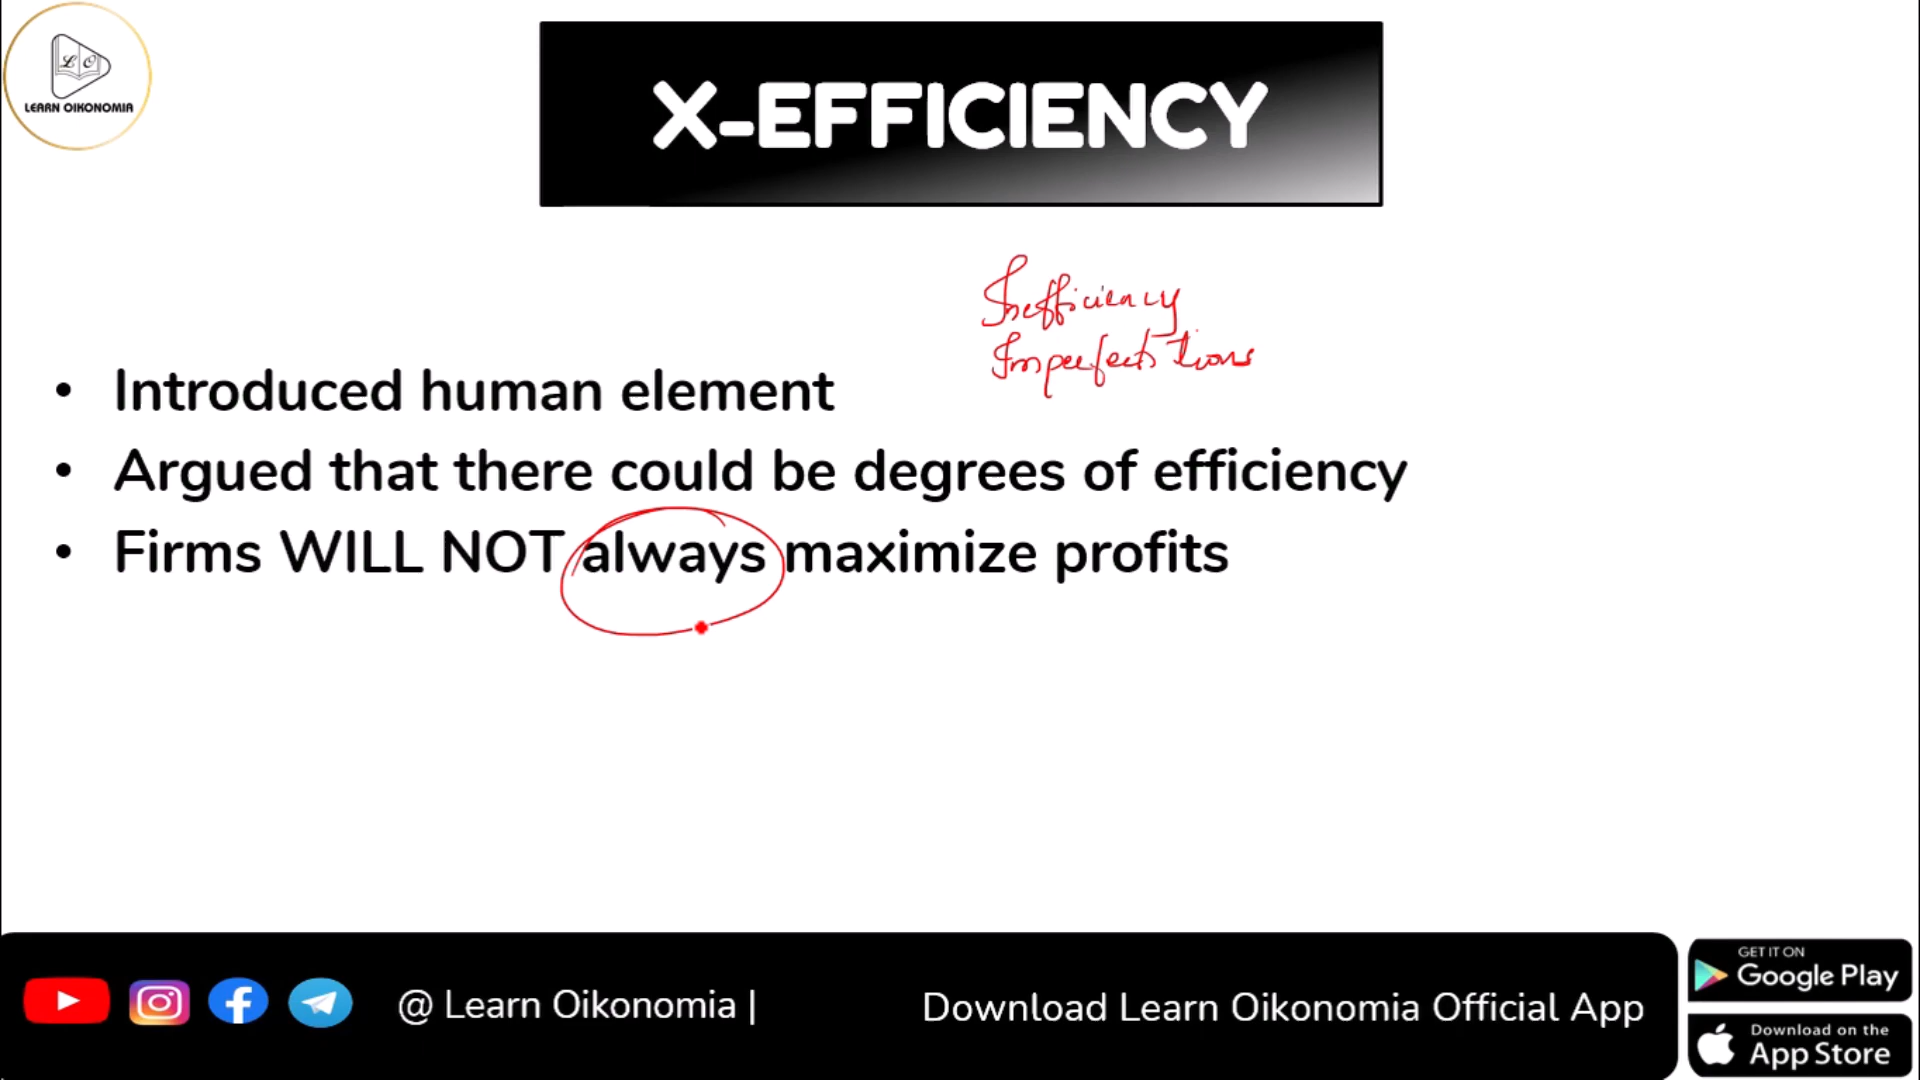 LO
LEARN OIKONOMIA
X-EFFICIENCY
Inefficiency
Imperfections
• Introduced human element
• Argued that there could be degrees of efficiency
• Firms WILL NOT always maximize profits
@ Learn Oikonomia |
Download Learn Oikonomia Official App
GET IT ON
Google Play
Download on the
App Store